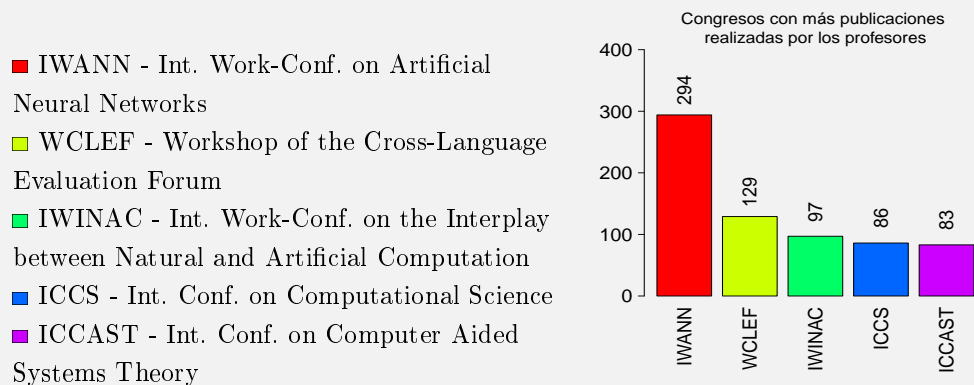 IWANN - Int. Work-Conf. on Artificial
Neural Networks
WCLEF - Workshop of the Cross-Language
Evaluation Forum
IWINAC - Int. Work-Conf. on the Interplay
between Natural and Artificial Computation
ICCS - Int. Conf. on Computational Science
ICCAST - Int. Conf. on Computer Aided
Systems Theory
Congresos con más publicaciones
realizadas por los profesores
400
300
200
100
0
294
129
97
86
83
IWANN
WCLEF
IWINAC
ICCS
ICCAST